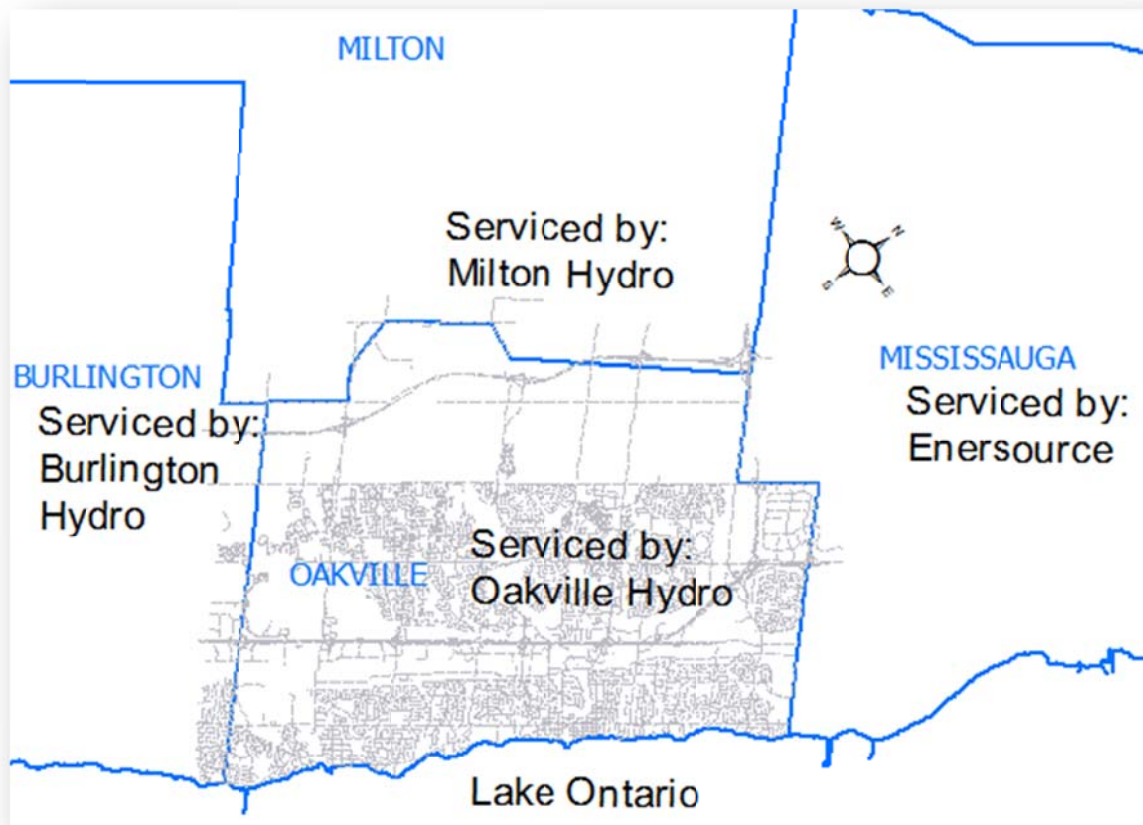 MILTON
Serviced by:
Milton Hydro
W
N
S
E
BURLINGTON
Serviced by:
Burlington
Hydro
MISSISSAUGA
Serviced by:
Enersource
OAKVILLE
Serviced by:
Oakville Hydro
Lake Ontario